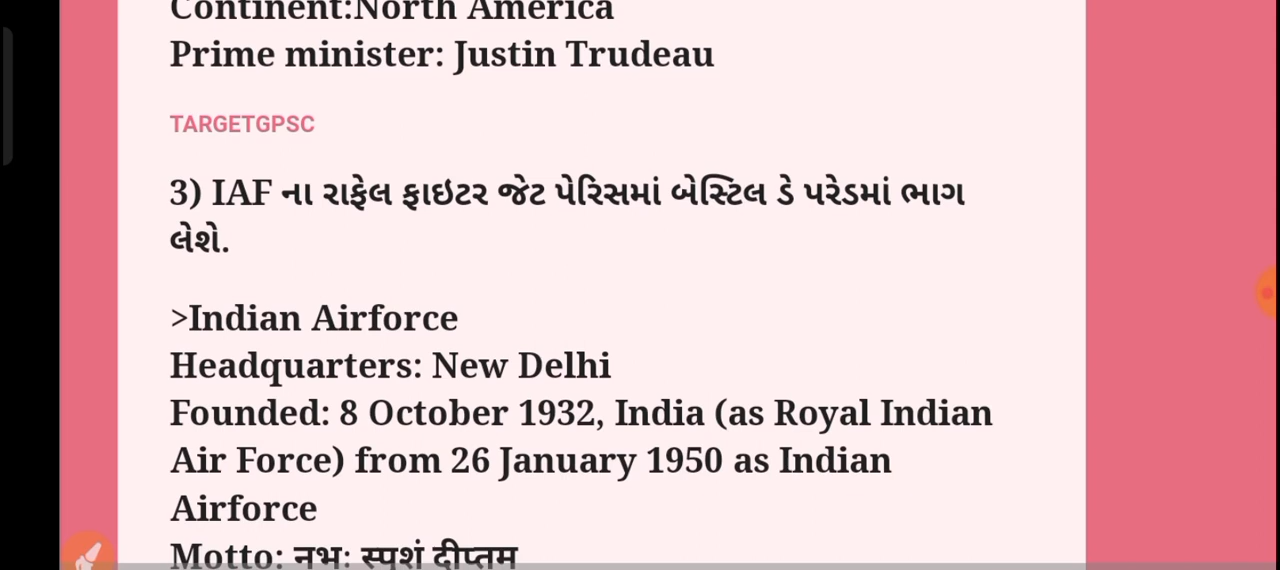 Continent:North America
Prime minister: Justin Trudeau
TARGETGPSC
3) IAF ના રાફેલ ફાઇટર જેટ પેરિસમાં બેસ્ટિલ ડે પરેડમાં ભાગ
લેશે.
>Indian Airforce
Headquarters: New Delhi
Founded: 8 October 1932, India (as Royal Indian
Air Force) from 26 January 1950 as Indian
Airforce
Motto: नभः स्पृशं दीप्तम